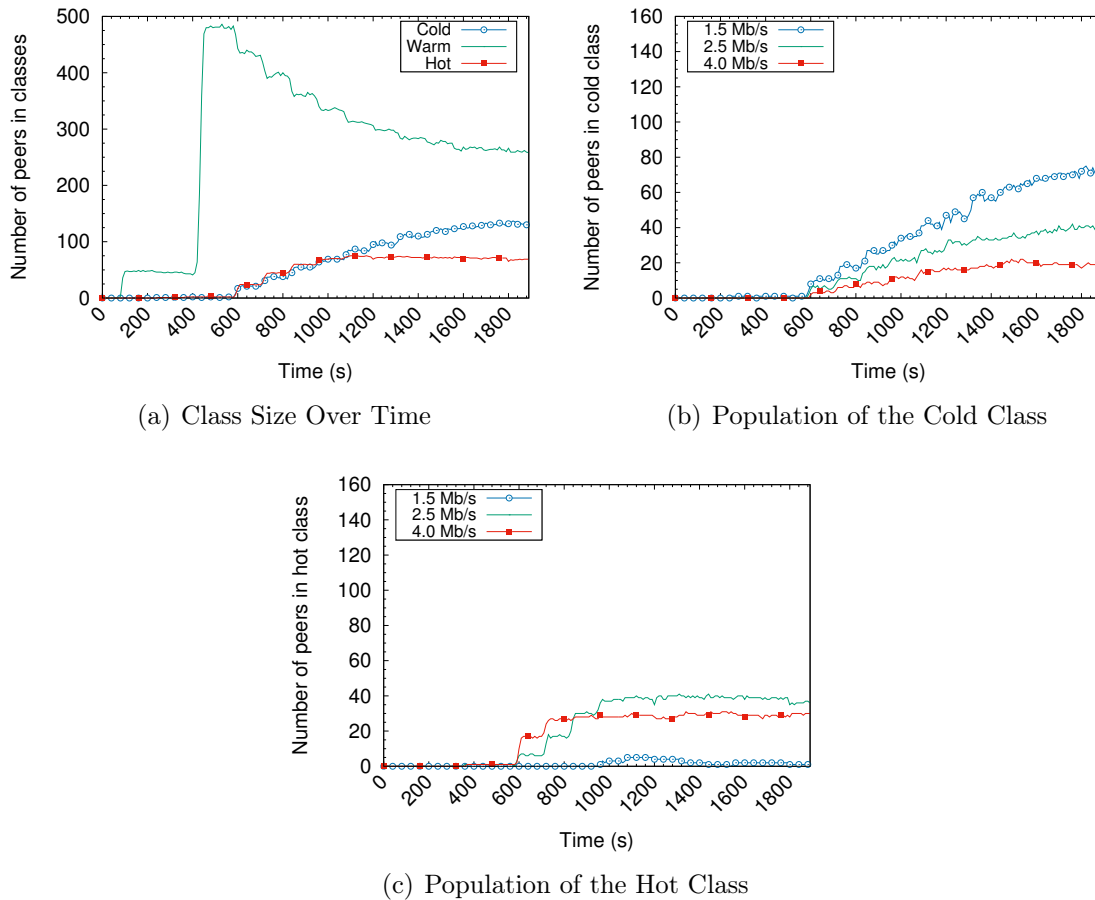 Number of peers in classes
500
400
300
200
100
0
Cold
Warm
Hot
0 200 400 600 800 1000 1200 1400 1600 1800
Time (s)
(a) Class Size Over Time
Number of peers in cold class
160
140
120
100
80
60
40
20
0
1.5 Mb/s
2.5 Mb/s
4.0 Mb/s
0 200 400 600 800 1000 1200 1400 1600 1800
Time (s)
(b) Population of the Cold Class
Number of peers in hot class
160
140
120
100
80
60
40
20
0
1.5 Mb/s
2.5 Mb/s
4.0 Mb/s
0 200 400 600 800 1000 1200 1400 1600 1800
Time (s)
(c) Population of the Hot Class